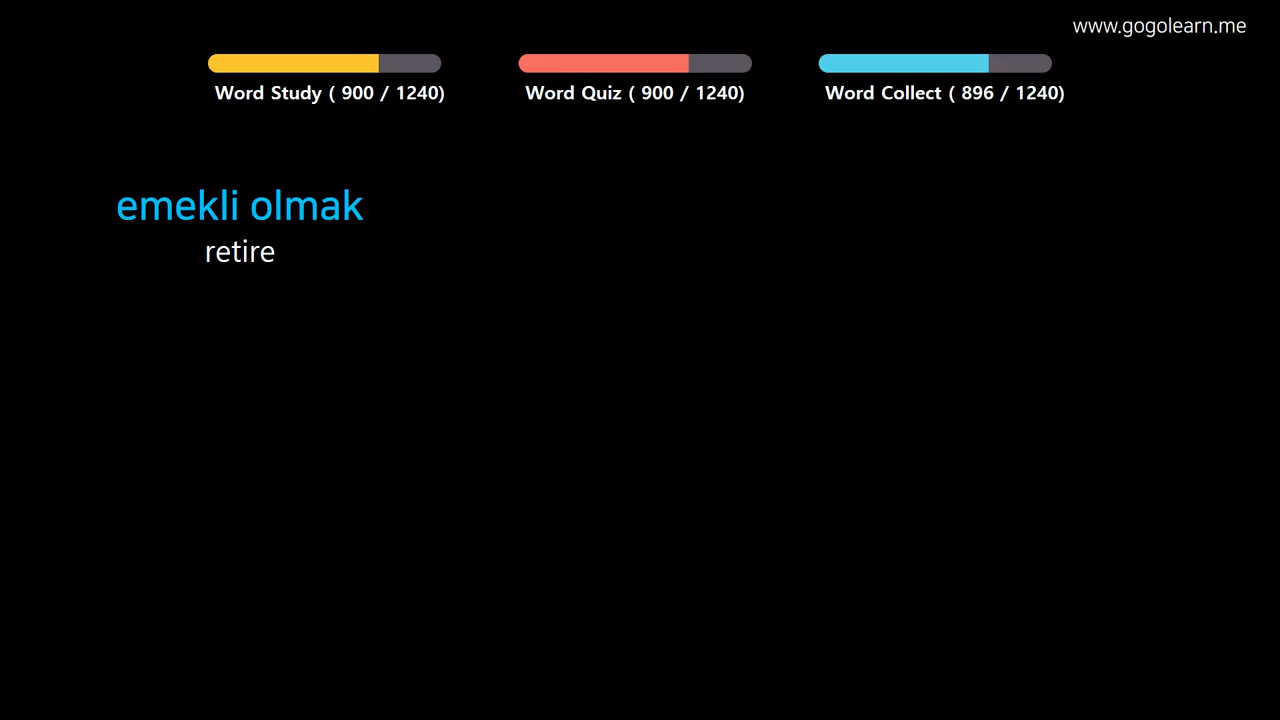 www.gogolearn.me
Word Study ( 900 / 1240)
Word Quiz ( 900 / 1240)
Word Collect ( 896 / 1240)
emekli olmak
retire